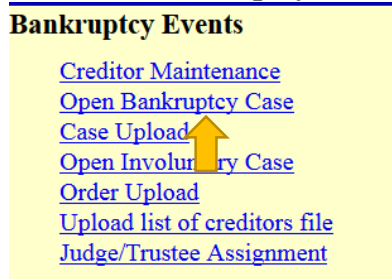 Bankruptcy Events
Creditor Maintenance
Open Bankruptcy Case
Case Upload
Open Case
Order Upload
Upload list of creditors file
Judge/Trustee Assignment